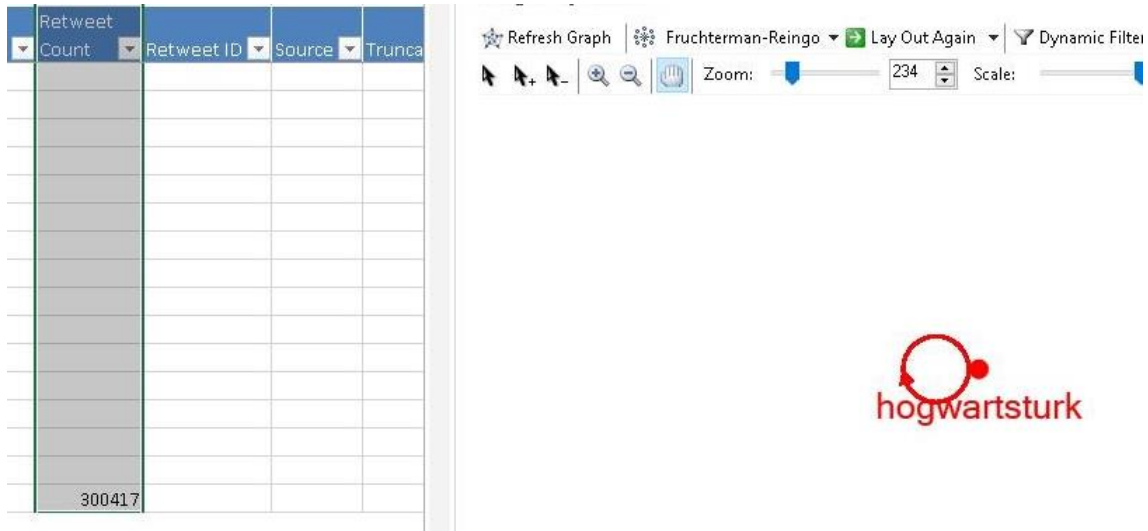 Retweet
Count
Retweet ID
Source
Trunca
300417
Refresh Graph
Fruchterman-Reingo
Lay Out Again
Dynamic Filter
Zoom:
234
Scale:
hogwartsturk